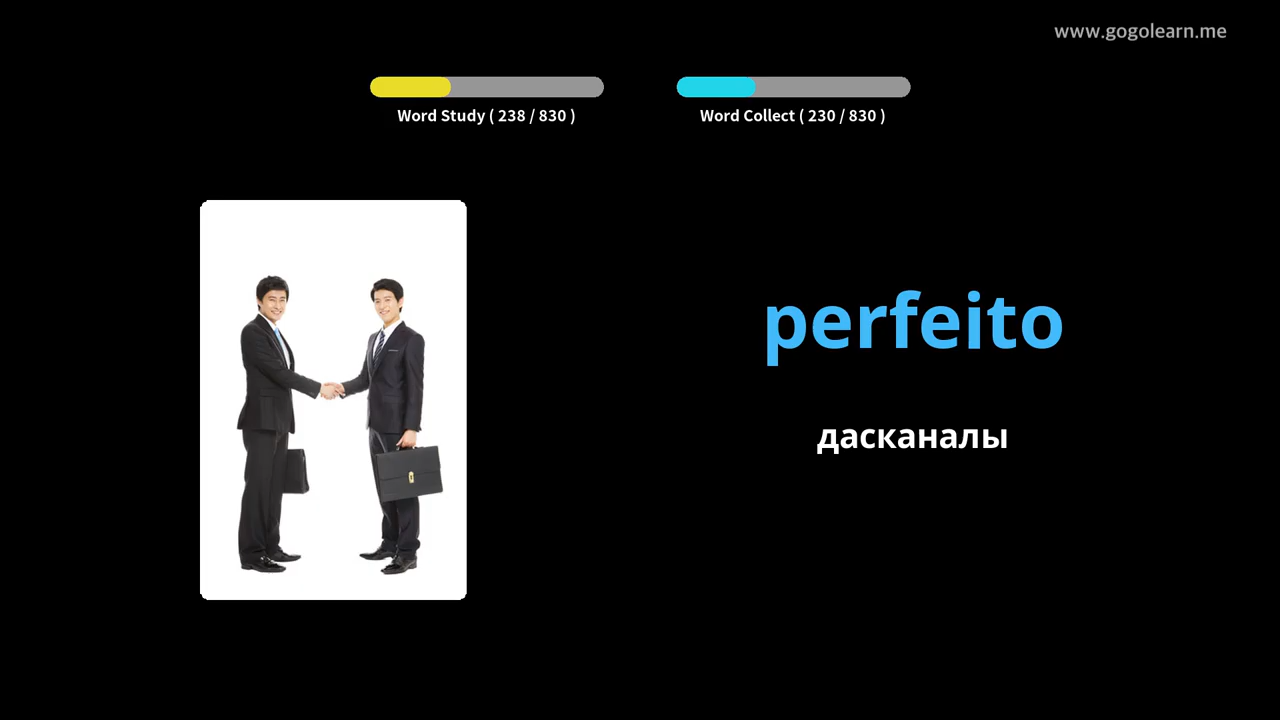 www.gogolearn.me
Word Study ( 238 / 830 )
Word Collect ( 230 / 830 )
perfeito
дасканалы